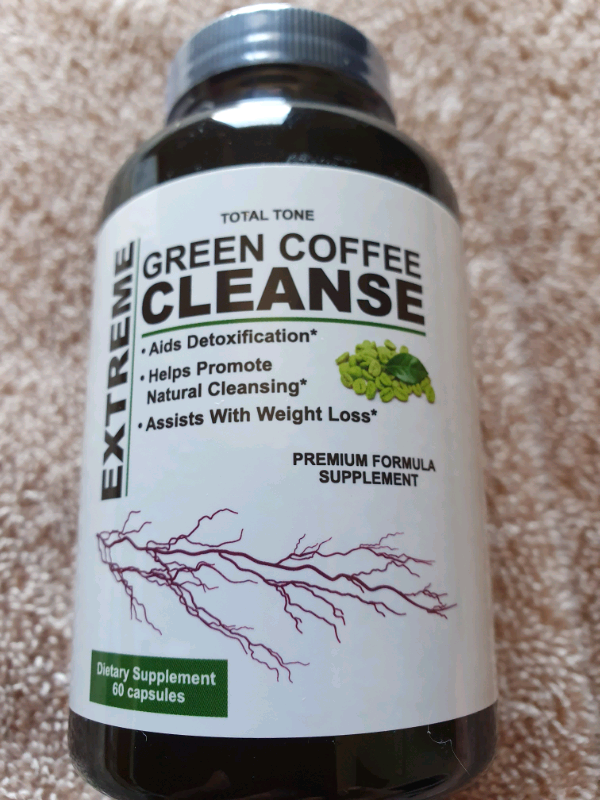 TOTAL TONE
EXTREME
GREEN COFFEE
CLEANSE
• Aids Detoxification*
• Helps Promote
Natural Cleansing*
• Assists With Weight Loss*
PREMIUM FORMULA
SUPPLEMENT
Dietary Supplement
60 capsules